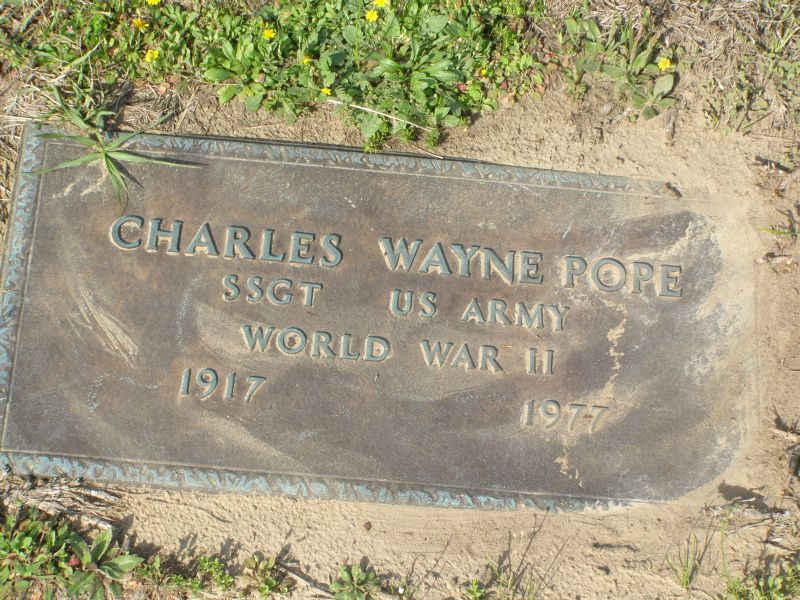 CHARLES WAYNE POPE
SSGT US ARMY
WORLD WAR II
1917 1977